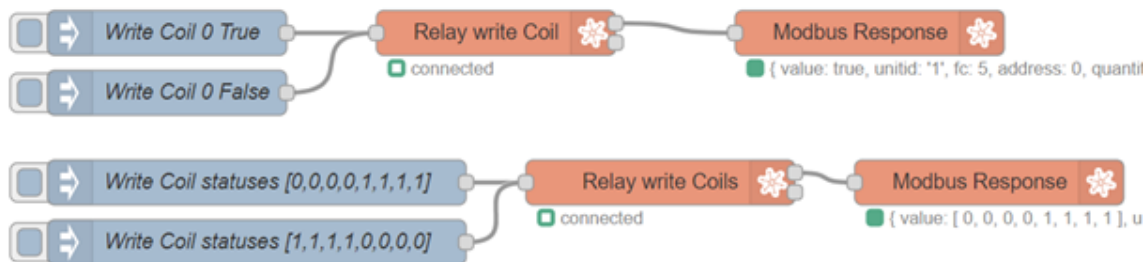 Write Coil 0 True
Relay write Coil
Modbus Response
connected
{ value: true, unitid: '1', fc: 5, address: 0, quantit
Write Coil 0 False
Write Coil statuses [0,0,0,0,1,1,1,1]
Relay write Coils
Modbus Response
connected
{ value: [ 0, 0, 0, 0, 1, 1, 1, 1 ], u
Write Coil statuses [1,1,1,1,0,0,0,0]